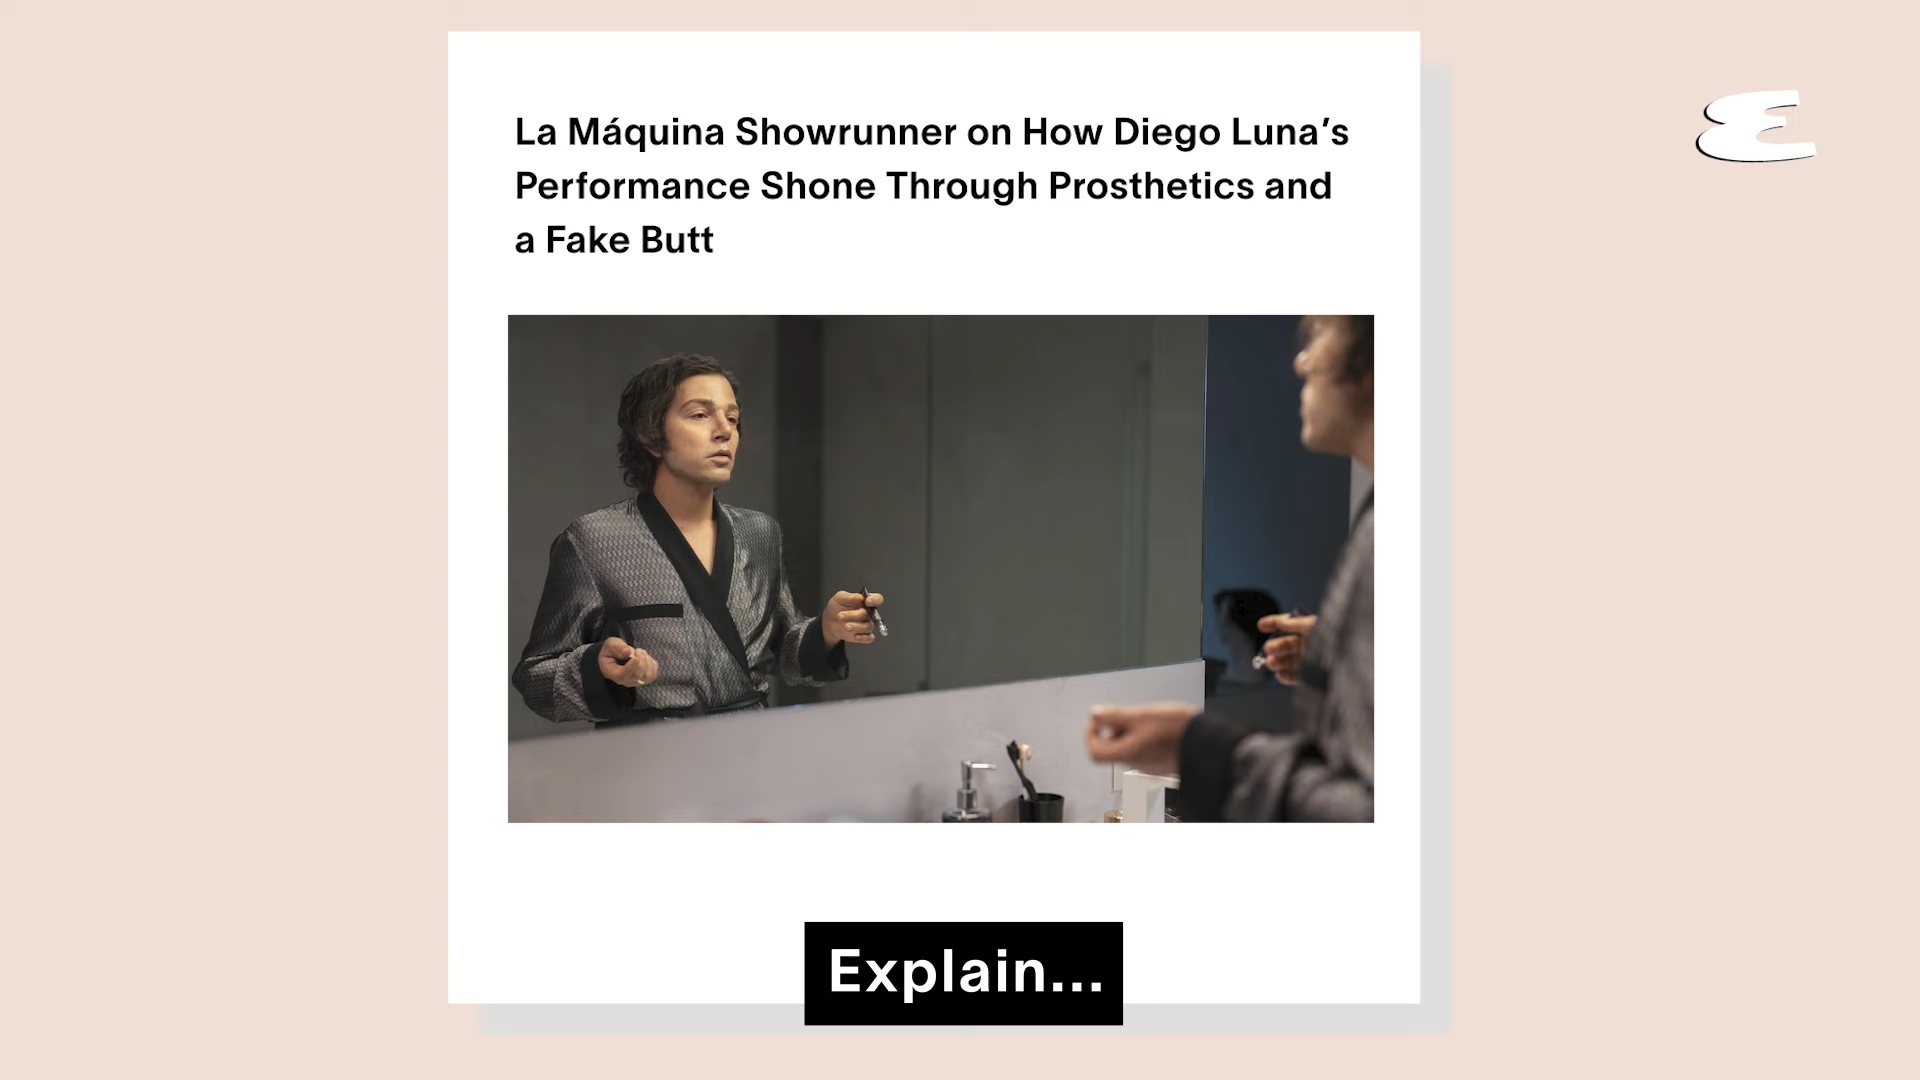 La Máquina Showrunner on How Diego Luna’s
Performance Shone Through Prosthetics and
a Fake Butt
E
Explain...